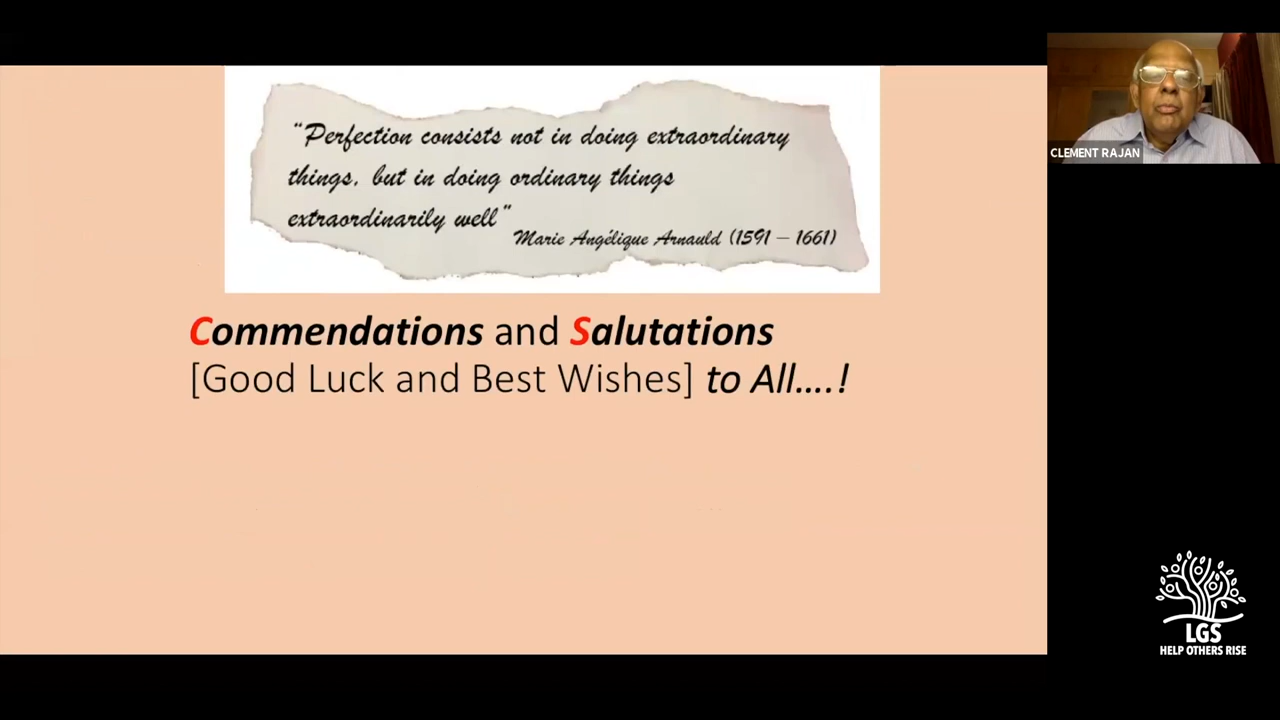 “Perfection consists not in doing extraordinary
things, but in doing ordinary things
extraordinarily well”
Marie Angélique Arnauld (1591 – 1661)
Commendations and Salutations
[Good Luck and Best Wishes] to All....!
CLEMENT RAJAN
LGS
HELP OTHERS RISE